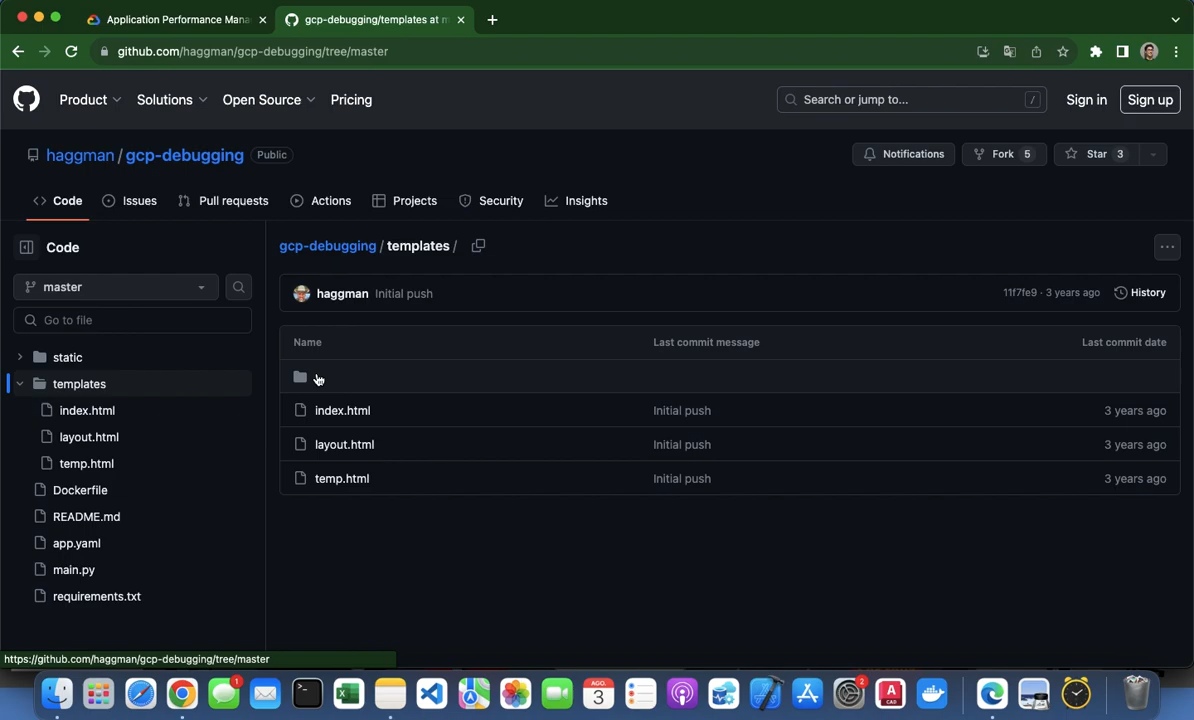 Application Performance Mana
gcp-debugging/templates at m
github.com/haggman/gcp-debugging/tree/master
Product
Solutions
Open Source
Pricing
Search or jump to...
/
Sign in
Sign up
haggman / gcp-debugging
Public
Notifications
Fork 5
Star 3
Code
Issues
Pull requests
Actions
Projects
Security
Insights
Code
master
Go to file
static
templates
index.html
layout.html
temp.html
Dockerfile
README.md
app.yaml
main.py
requirements.txt
gcp-debugging / templates /
haggman Initial push
11f7fe9 · 3 years ago
History
Name
Last commit message
Last commit date
index.html
Initial push
3 years ago
layout.html
Initial push
3 years ago
temp.html
Initial push
3 years ago
https://github.com/haggman/gcp-debugging/tree/master
1
AGO.
3
2